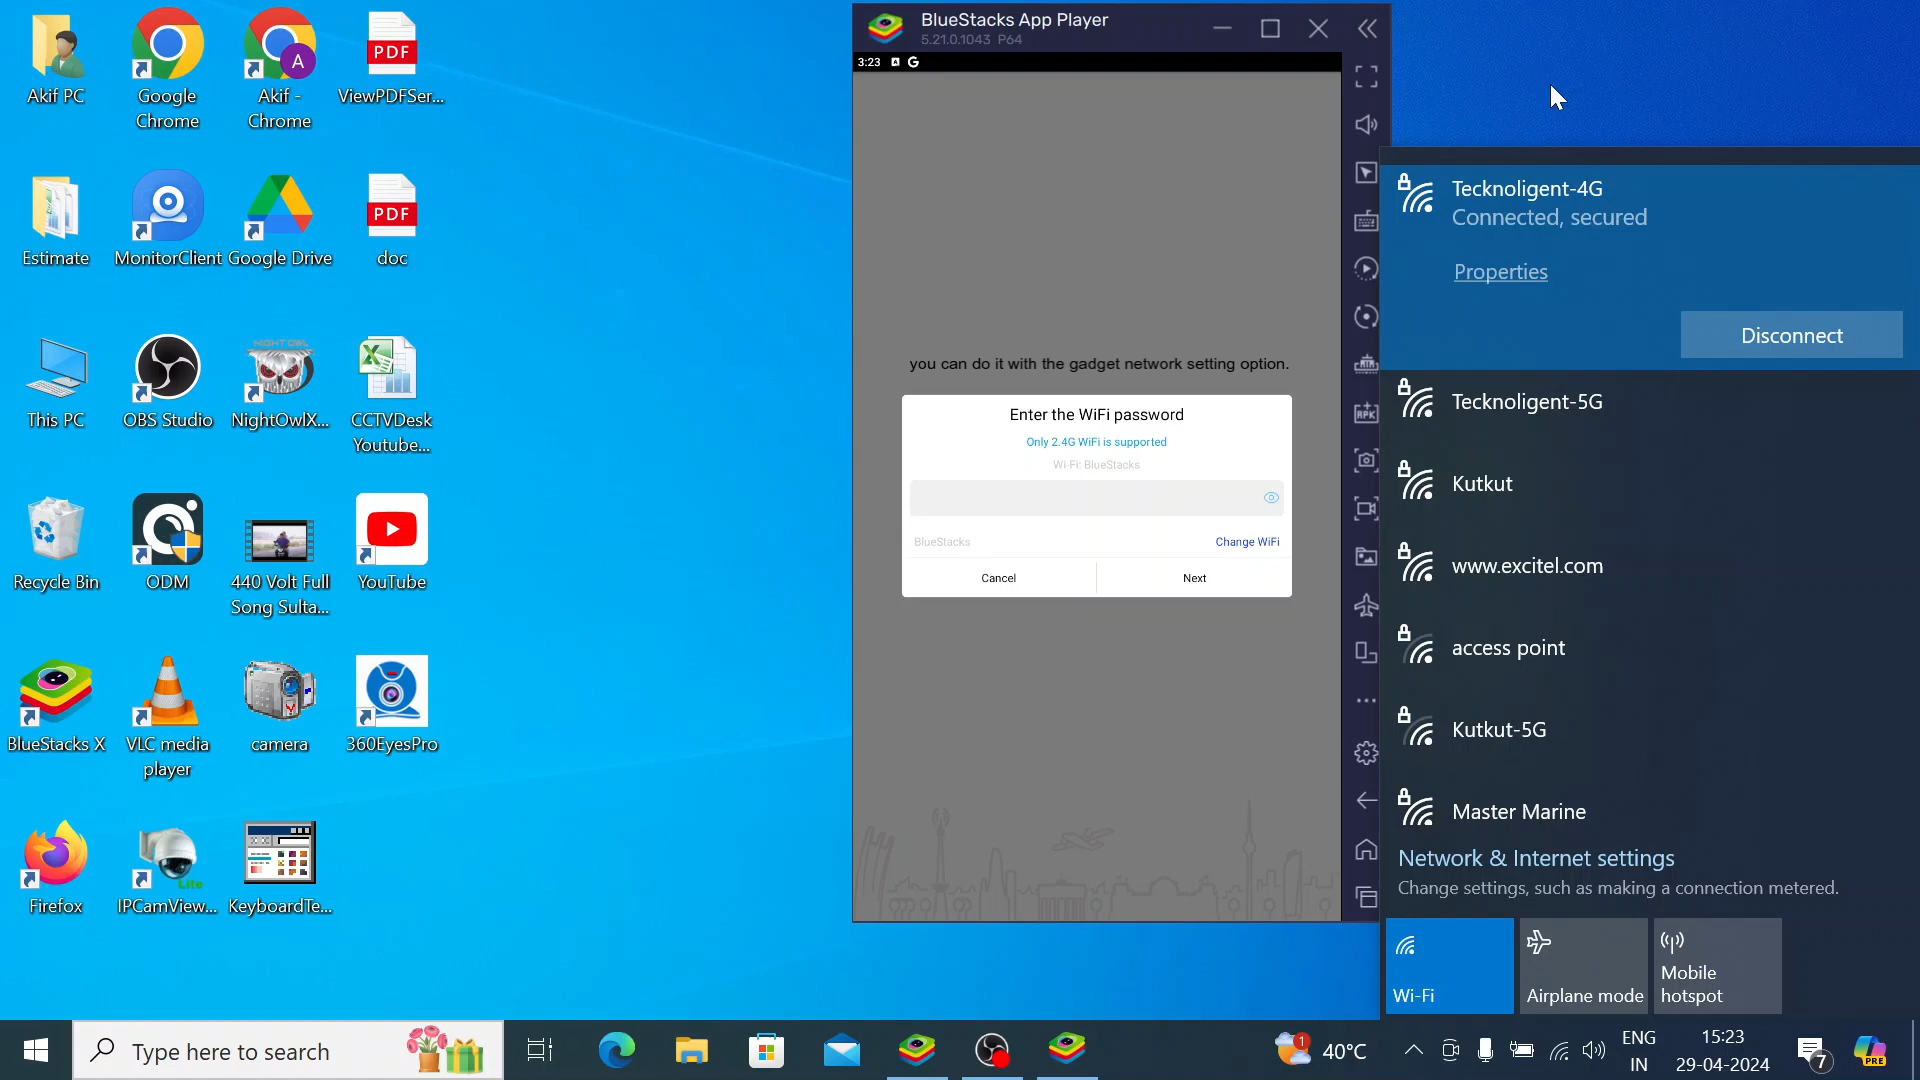 Akif PC
Google
Chrome
A
Akif -
Chrome
PDF
ViewPDFSer...
Estimate
MonitorClient
Google Drive
PDF
doc
This PC
OBS Studio
NIGHT OWL
NightOwlX...
CCTVDesk
Youtube...
Recycle Bin
ODM
440 Volt Full
Song Sulta...
YouTube
BlueStacks X
VLC media
player
camera
360EyesPro
Firefox
Lite
IPCamView...
KeyboardTe...
BlueStacks App Player
5.21.0.1043 P64
3:23
you can do it with the gadget network setting option.
Enter the WiFi password
Only 2.4G WiFi is supported
Wi-Fi: BlueStacks
BlueStacks
Change WiFi
Cancel
Next
APK
Tecknoligent-4G
Connected, secured
Properties
Disconnect
Tecknoligent-5G
Kutkut
www.excitel.com
access point
Kutkut-5G
Master Marine
Network & Internet settings
Change settings, such as making a connection metered.
Wi-Fi
Airplane mode
Mobile
hotspot
Type here to search
1
40°C
ENG
IN
15:23
29-04-2024
7
PRE